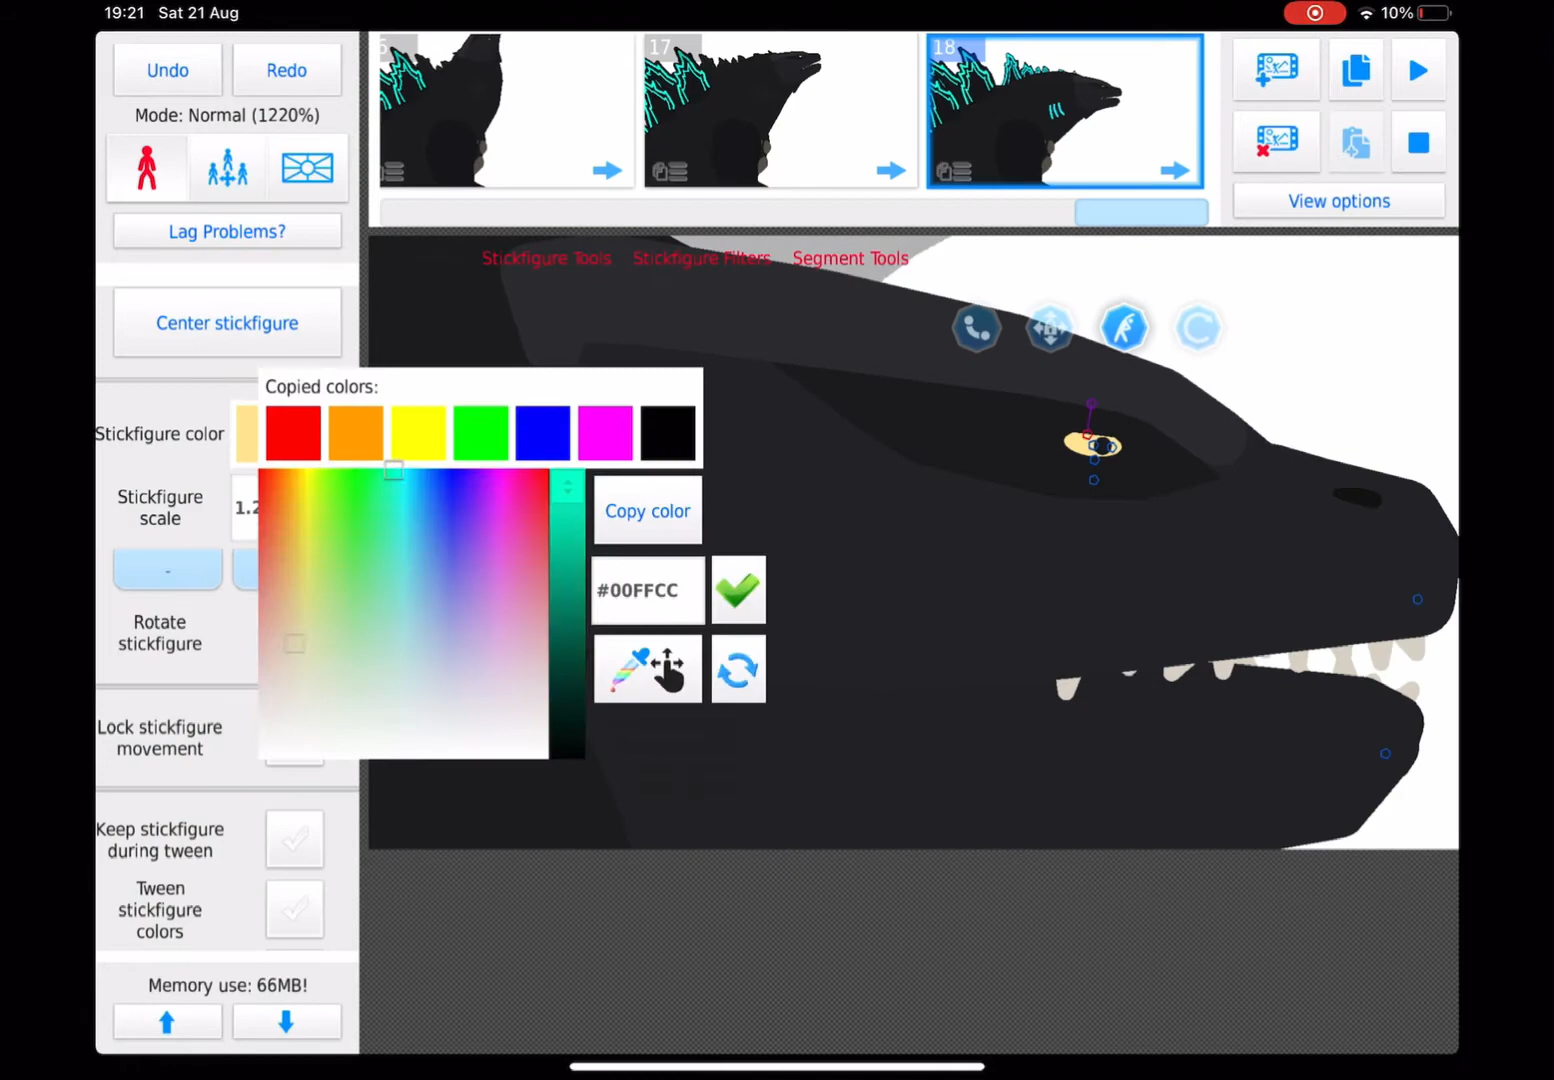 19:21 Sat 21 Aug
10%
Undo
Redo
Mode: Normal (1220%)
Lag Problems?
17
18
View options
Stickfigure Tools
Stickfigure Filters
Segment Tools
Center stickfigure
Copied colors:
Stickfigure color
Stickfigure
scale
1.2
Copy color
-
#00FFCC
Rotate
stickfigure
Lock stickfigure
movement
Keep stickfigure
during tween
Tween
stickfigure
colors
Memory use: 66MB!